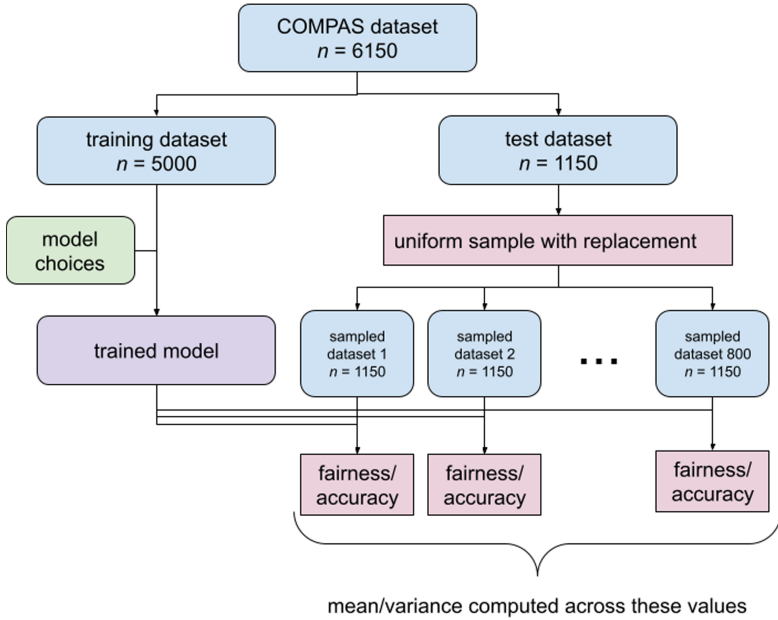 COMPAS dataset
n = 6150
training dataset
n = 5000
test dataset
n = 1150
model
choices
uniform sample with replacement
trained model
sampled
dataset 1
n = 1150
sampled
dataset 2
n = 1150
...
sampled
dataset 800
n = 1150
fairness/
accuracy
fairness/
accuracy
fairness/
accuracy
mean/variance computed across these values